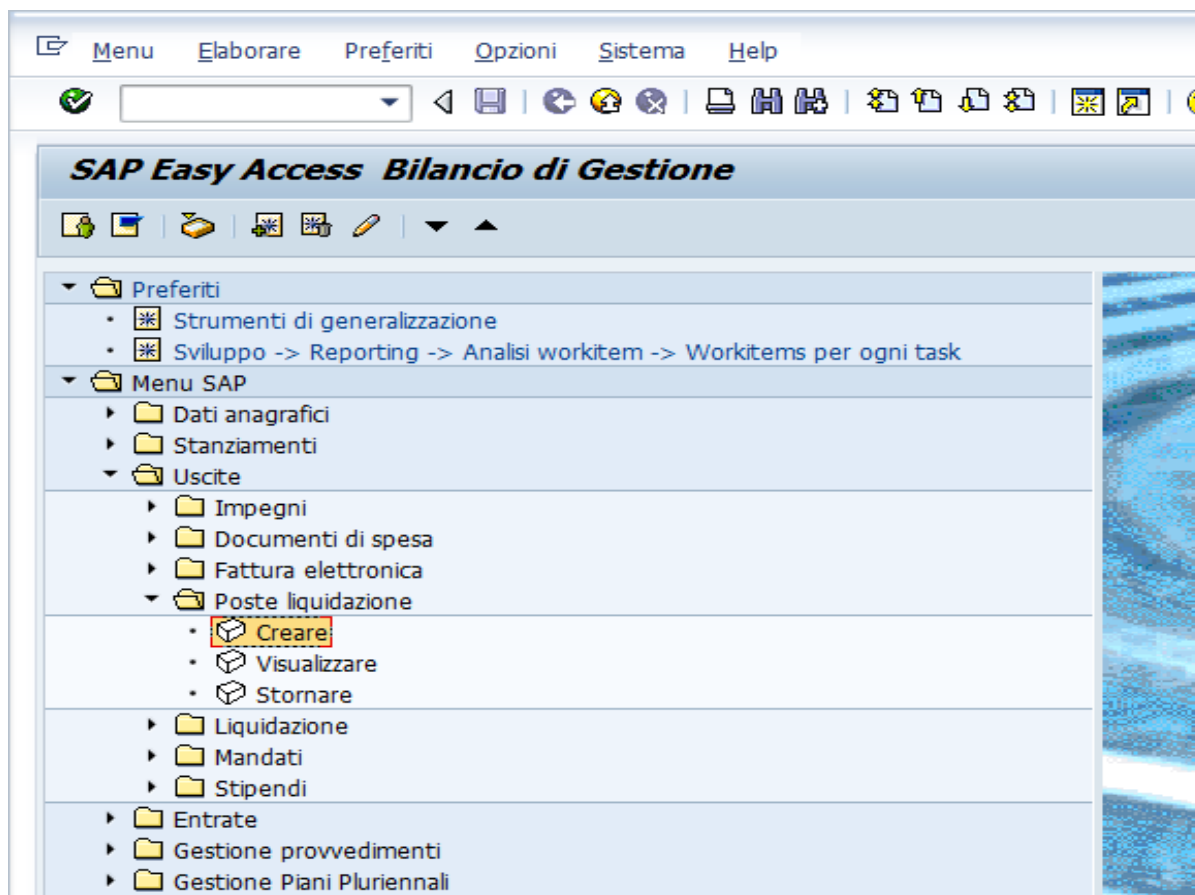 Menu Elaborare Preferiti Opzioni Sistema Help
SAP Easy Access Bilancio di Gestione
Preferiti
Strumenti di generalizzazione
Sviluppo -> Reporting -> Analisi workitem -> Workitems per ogni task
Menu SAP
Dati anagrafici
Stanziamenti
Uscite
Impegni
Documenti di spesa
Fattura elettronica
Poste liquidazione
Creare
Visualizzare
Stornare
Liquidazione
Mandati
Stipendi
Entrate
Gestione provvedimenti
Gestione Piani Pluriennali